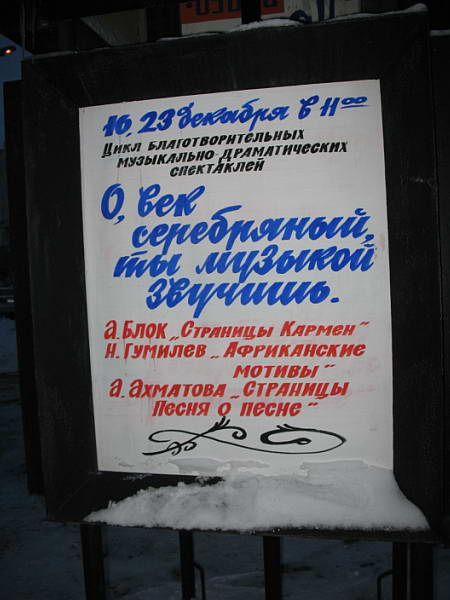 16, 23 декабря в 11⁰⁰
Цикл благотворительных
музыкально-драматических
спектаклей
О, век
серебряный,
ты музыкой
звучишь.
А. Блок „Страницы Кармен"
Н. Гумилев „Африканские
мотивы"
А. Ахматова „Страницы
Песня о песне"